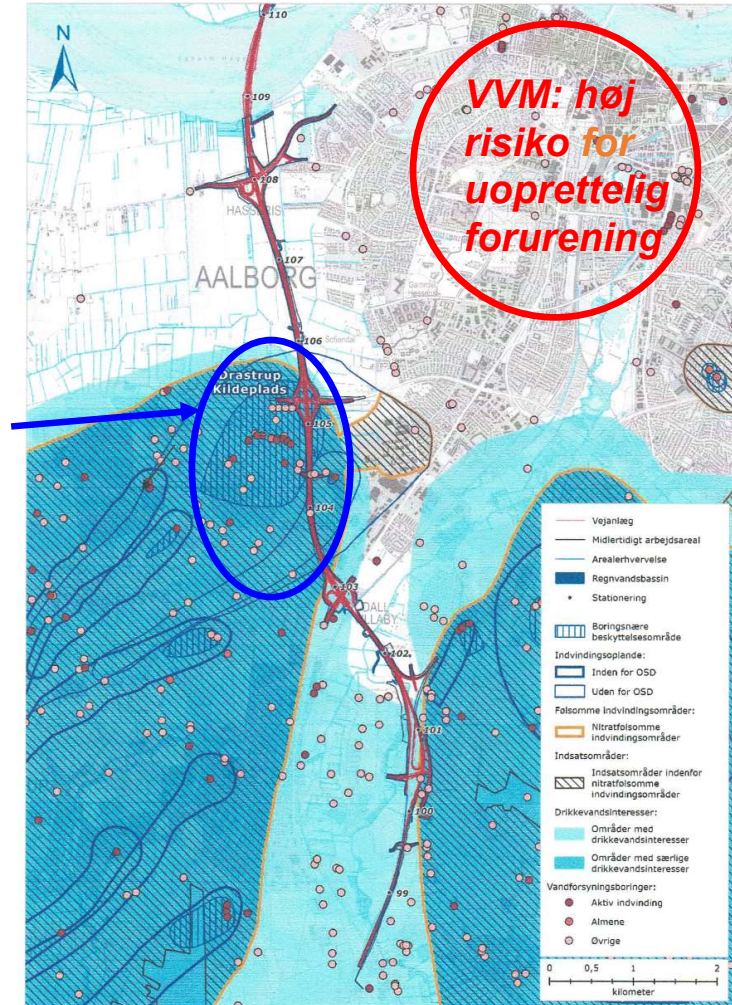 N
110
109
108
HASSERIS
107
AALBORG
106
Sofiendal
Drastrup
Kildeplads
105
104
103
DALL
VILLABY
102
101
100
99
VVM: høj
risiko for
uoprettelig
forurening
Vejanlæg
Midlertidigt arbejdsareal
Arealerhvervelse
Regnvandsbassin
Stationering
Boringsnære
beskyttelsesområde
Indvindingsoplande:
Inden for OSD
Uden for OSD
Følsomme indvindingsområder:
Nitratfølsomme
indvindingsområder
Indsatsområder:
Indsatsområder indenfor
nitratfølsomme
indvindingsområder
Drikkevandsinteresser:
Områder med
drikkevandsinteresser
Områder med særlige
drikkevandsinteresser
Vandforsyningsboringer:
Aktiv indvinding
Almene
Øvrige
0 0,5 1 2
kilometer